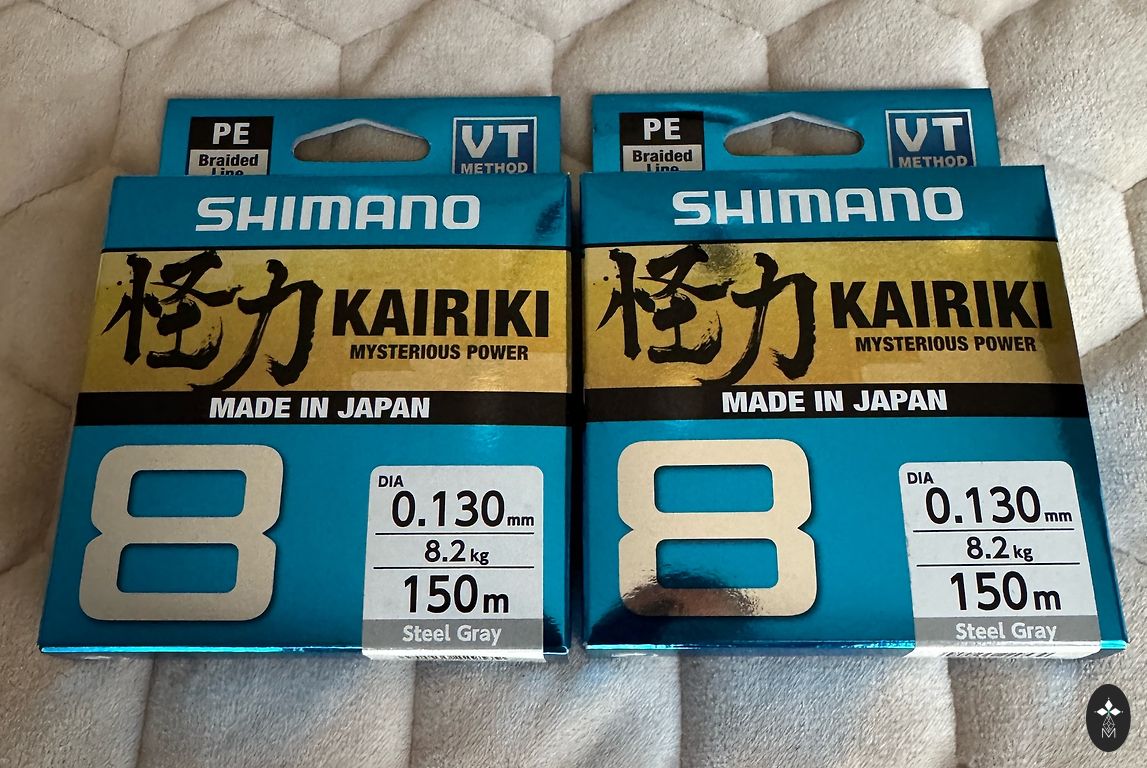 PE
Braided
Line
VT
METHOD
SHIMANO
怪力 KAIRIKI
MYSTERIOUS POWER
MADE IN JAPAN
8
DIA
0.130mm
8.2kg
150m
Steel Gray
PE
Braided
Line
VT
METHOD
SHIMANO
怪力 KAIRIKI
MYSTERIOUS POWER
MADE IN JAPAN
8
DIA
0.130mm
8.2kg
150m
Steel Gray
M